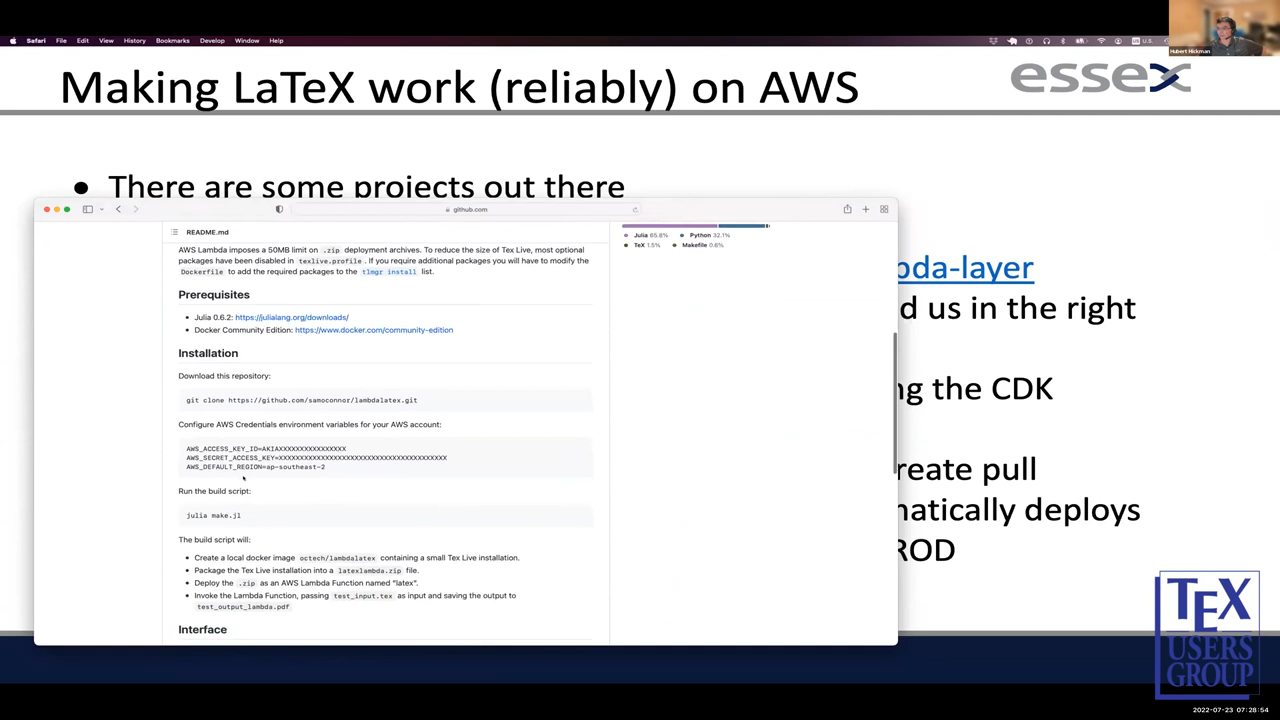 Safari File Edit View History Bookmarks Develop Window Help
U.S.
Hubert Hickman
Making LaTeX work (reliably) on AWS
essex
• There are some projects out there
github.com
README.md
AWS Lambda imposes a 50MB limit on .zip deployment archives. To reduce the size of Tex Live, most optional
packages have been disabled in texlive.profile. If you require additional packages you will have to modify the
Dockerfile to add the required packages to the tlmgr install list.
Prerequisites
• Julia 0.6.2: https://julialang.org/downloads/
• Docker Community Edition: https://www.docker.com/community-edition
Installation
Download this repository:
git clone https://github.com/samoconnor/lambdalatex.git
Configure AWS Credentials environment variables for your AWS account:
AWS_ACCESS_KEY_ID=AKIAXXXXXXXXXXXXXXXX
AWS_SECRET_ACCESS_KEY=XXXXXXXXXXXXXXXXXXXXXXXXXXXXXXXXXXXXXXXX
AWS_DEFAULT_REGION=ap-southeast-2
Run the build script:
julia make.jl
The build script will:
• Create a local docker image octech/lambdalatex containing a small Tex Live installation.
• Package the Tex Live installation into a latexlambda.zip file.
• Deploy the .zip as an AWS Lambda Function named "latex".
• Invoke the Lambda Function, passing test_input.tex as input and saving the output to
test_output_lambda.pdf
Interface
Julia 65.8% Python 32.1%
TeX 1.5% Makefile 0.6%
bda-layer
d us in the right
ng the CDK
reate pull
matically deploys
ROD
TEX
USERS
GROUP
2022-07-23 07:28:54